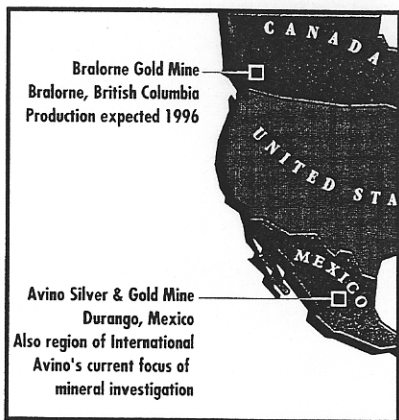 CANADA
Bralorne Gold Mine
Bralorne, British Columbia
Production expected 1996
UNITED STA
MEXICO
Avino Silver & Gold Mine
Durango, Mexico
Also region of International
Avino's current focus of
mineral investigation